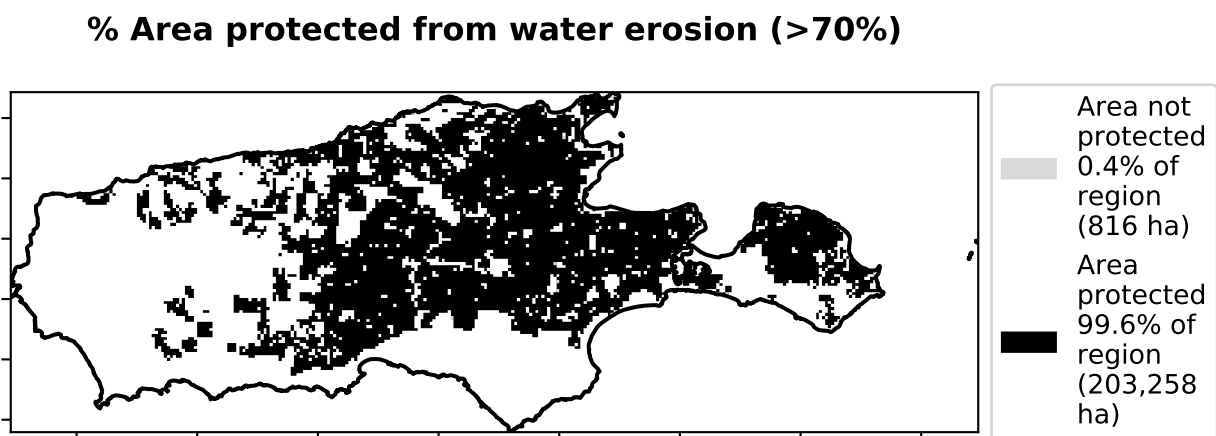 % Area protected from water erosion (>70%)
Area not
protected
0.4% of
region
(816 ha)
Area
protected
99.6% of
region
(203,258
ha)